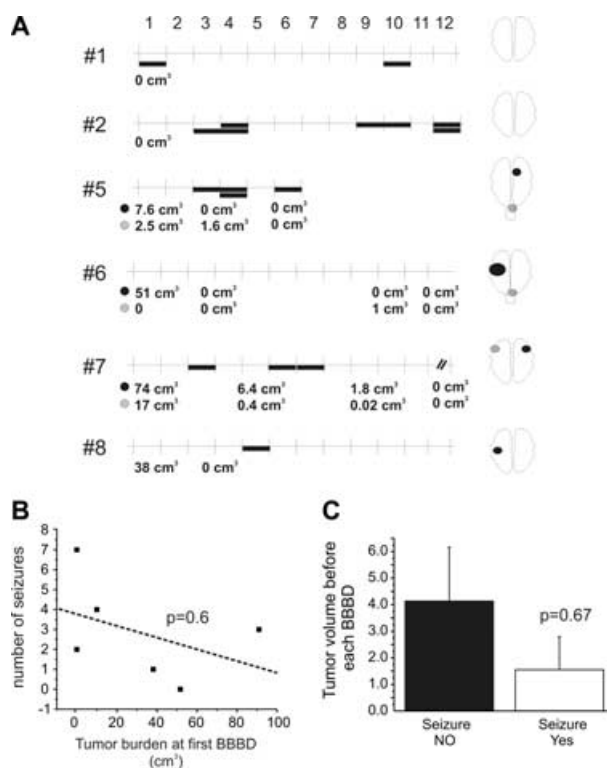 A
1 2 3 4 5 6 7 8 9 10 11 12
#1
0 cm³
#2
0 cm³
#5
7.6 cm³ 0 cm³ 0 cm³
2.5 cm³ 1.6 cm³ 0 cm³
#6
51 cm³ 0 cm³ 0 cm³ 0 cm³
0 0 cm³ 1 cm³ 0 cm³
#7
//
74 cm³ 6.4 cm³ 1.8 cm³ 0 cm³
17 cm³ 0.4 cm³ 0.02 cm³ 0 cm³
#8
38 cm³ 0 cm³
B
number of seizures
8
7
6
5
4
3
2
1
0
-1
p=0.6
0 20 40 60 80 100
Tumor burden at first BBBD
(cm³)
C
Tumor volume before
each BBBD
6.0
5.0
4.0
3.0
2.0
1.0
0.0
p=0.67
Seizure NO
Seizure Yes